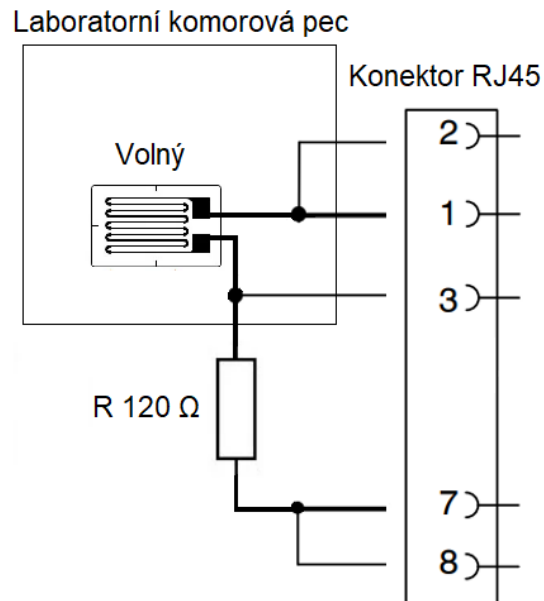 Laboratorní komorová pec
Konektor RJ45
2
Volný
1
3
R 120 Ω
7
8